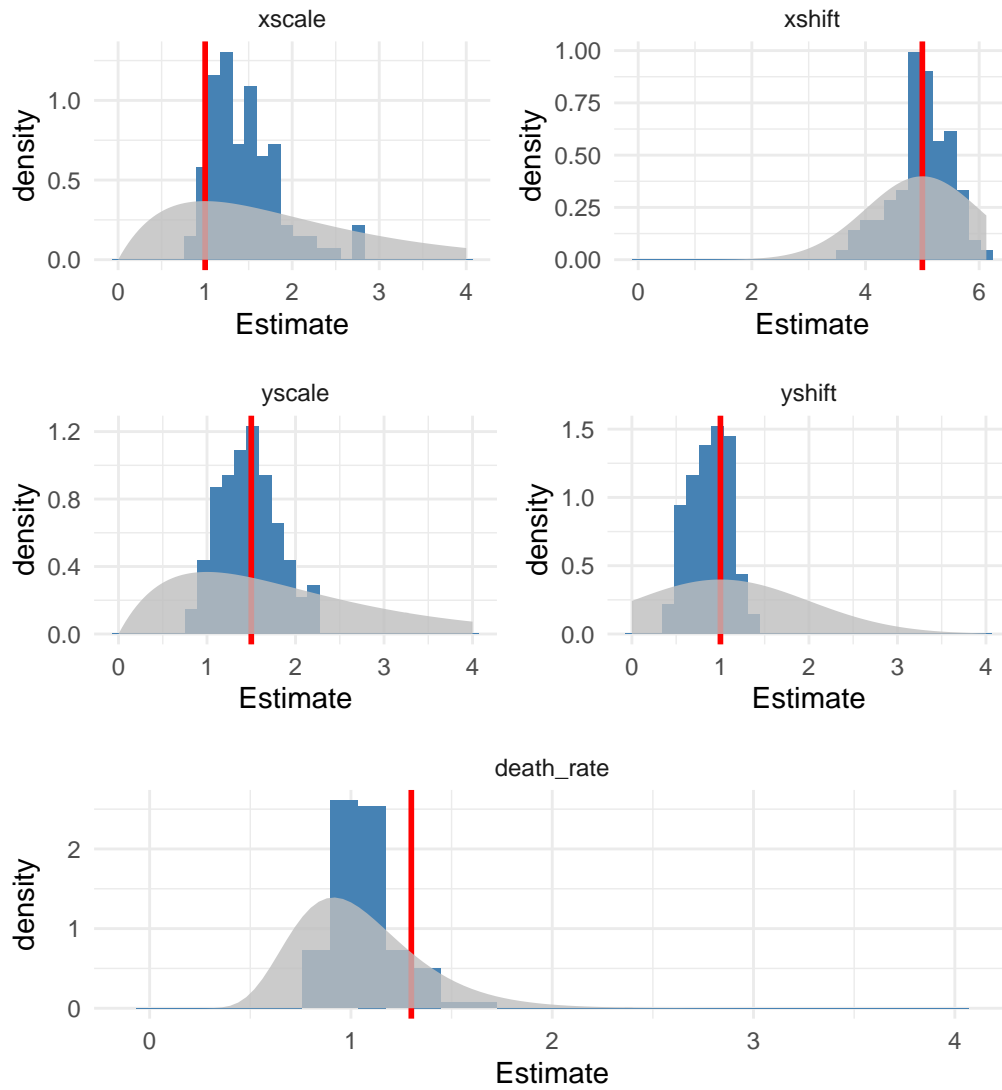 xscale
xshift
density
1.0
0.5
0.0
0 1 2 3 4
Estimate
density
1.00
0.75
0.50
0.25
0.00
0 2 4 6
Estimate
yscale
yshift
density
1.2
0.8
0.4
0.0
0 1 2 3 4
Estimate
density
1.5
1.0
0.5
0.0
0 1 2 3 4
Estimate
death_rate
density
2
1
0
0 1 2 3 4
Estimate